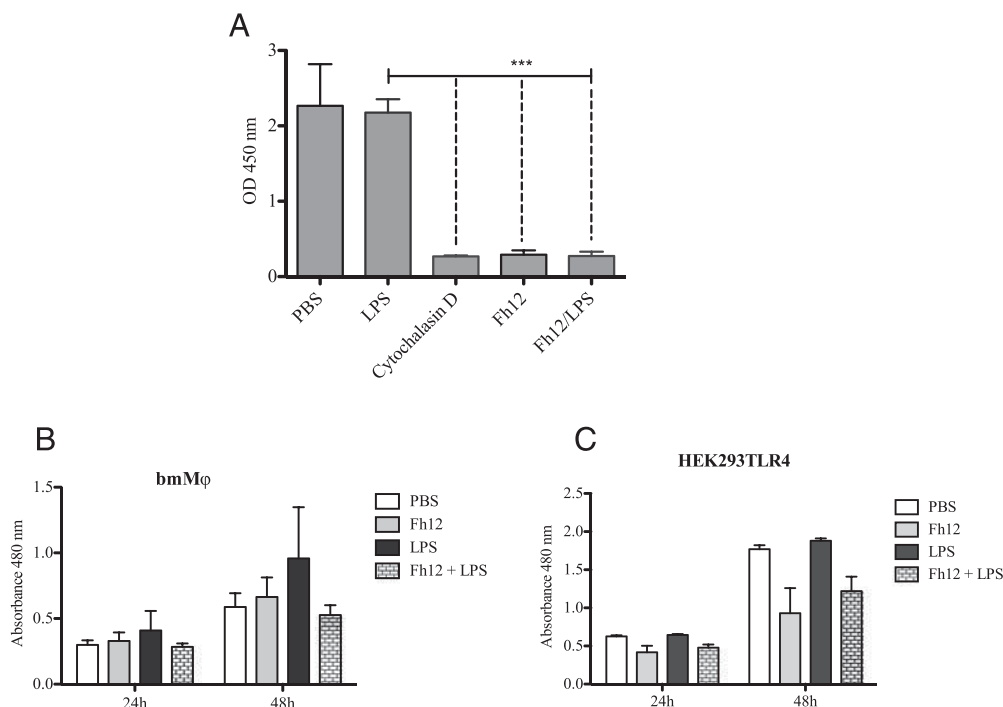 A
3
2
1
0
OD 450 nm
***
PBS
LPS
Cytochalasin D
Fh12
Fh12/LPS
B
bmMφ
1.5
1.0
0.5
0.0
Absorbance 480 nm
24h
48h
PBS
Fh12
LPS
Fh12 + LPS
C
HEK293TLR4
2.5
2.0
1.5
1.0
0.5
0.0
Absorbance 480 nm
24h
48h
PBS
Fh12
LPS
Fh12 + LPS